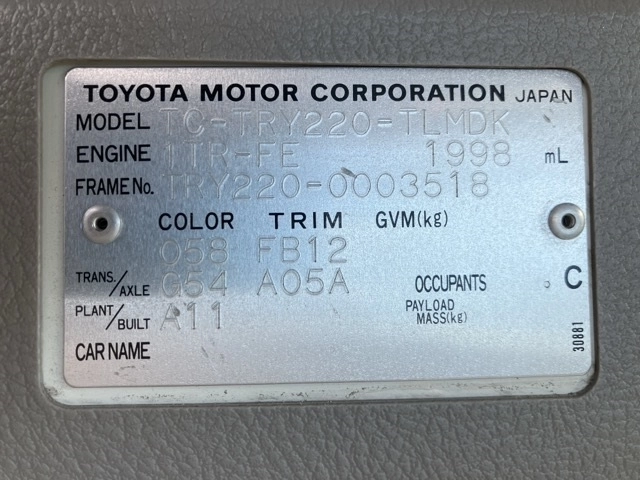 TOYOTA MOTOR CORPORATION JAPAN
MODEL TC-TRY220-TLMDK
ENGINE 1TR-FE 1998 mL
FRAME No. TRY220-0003518
COLOR TRIM GVM(kg)
058 FB12
TRANS./AXLE G54 A05A OCCUPANTS C
PLANT/BUILT A11 PAYLOAD MASS(kg)
CAR NAME
30881